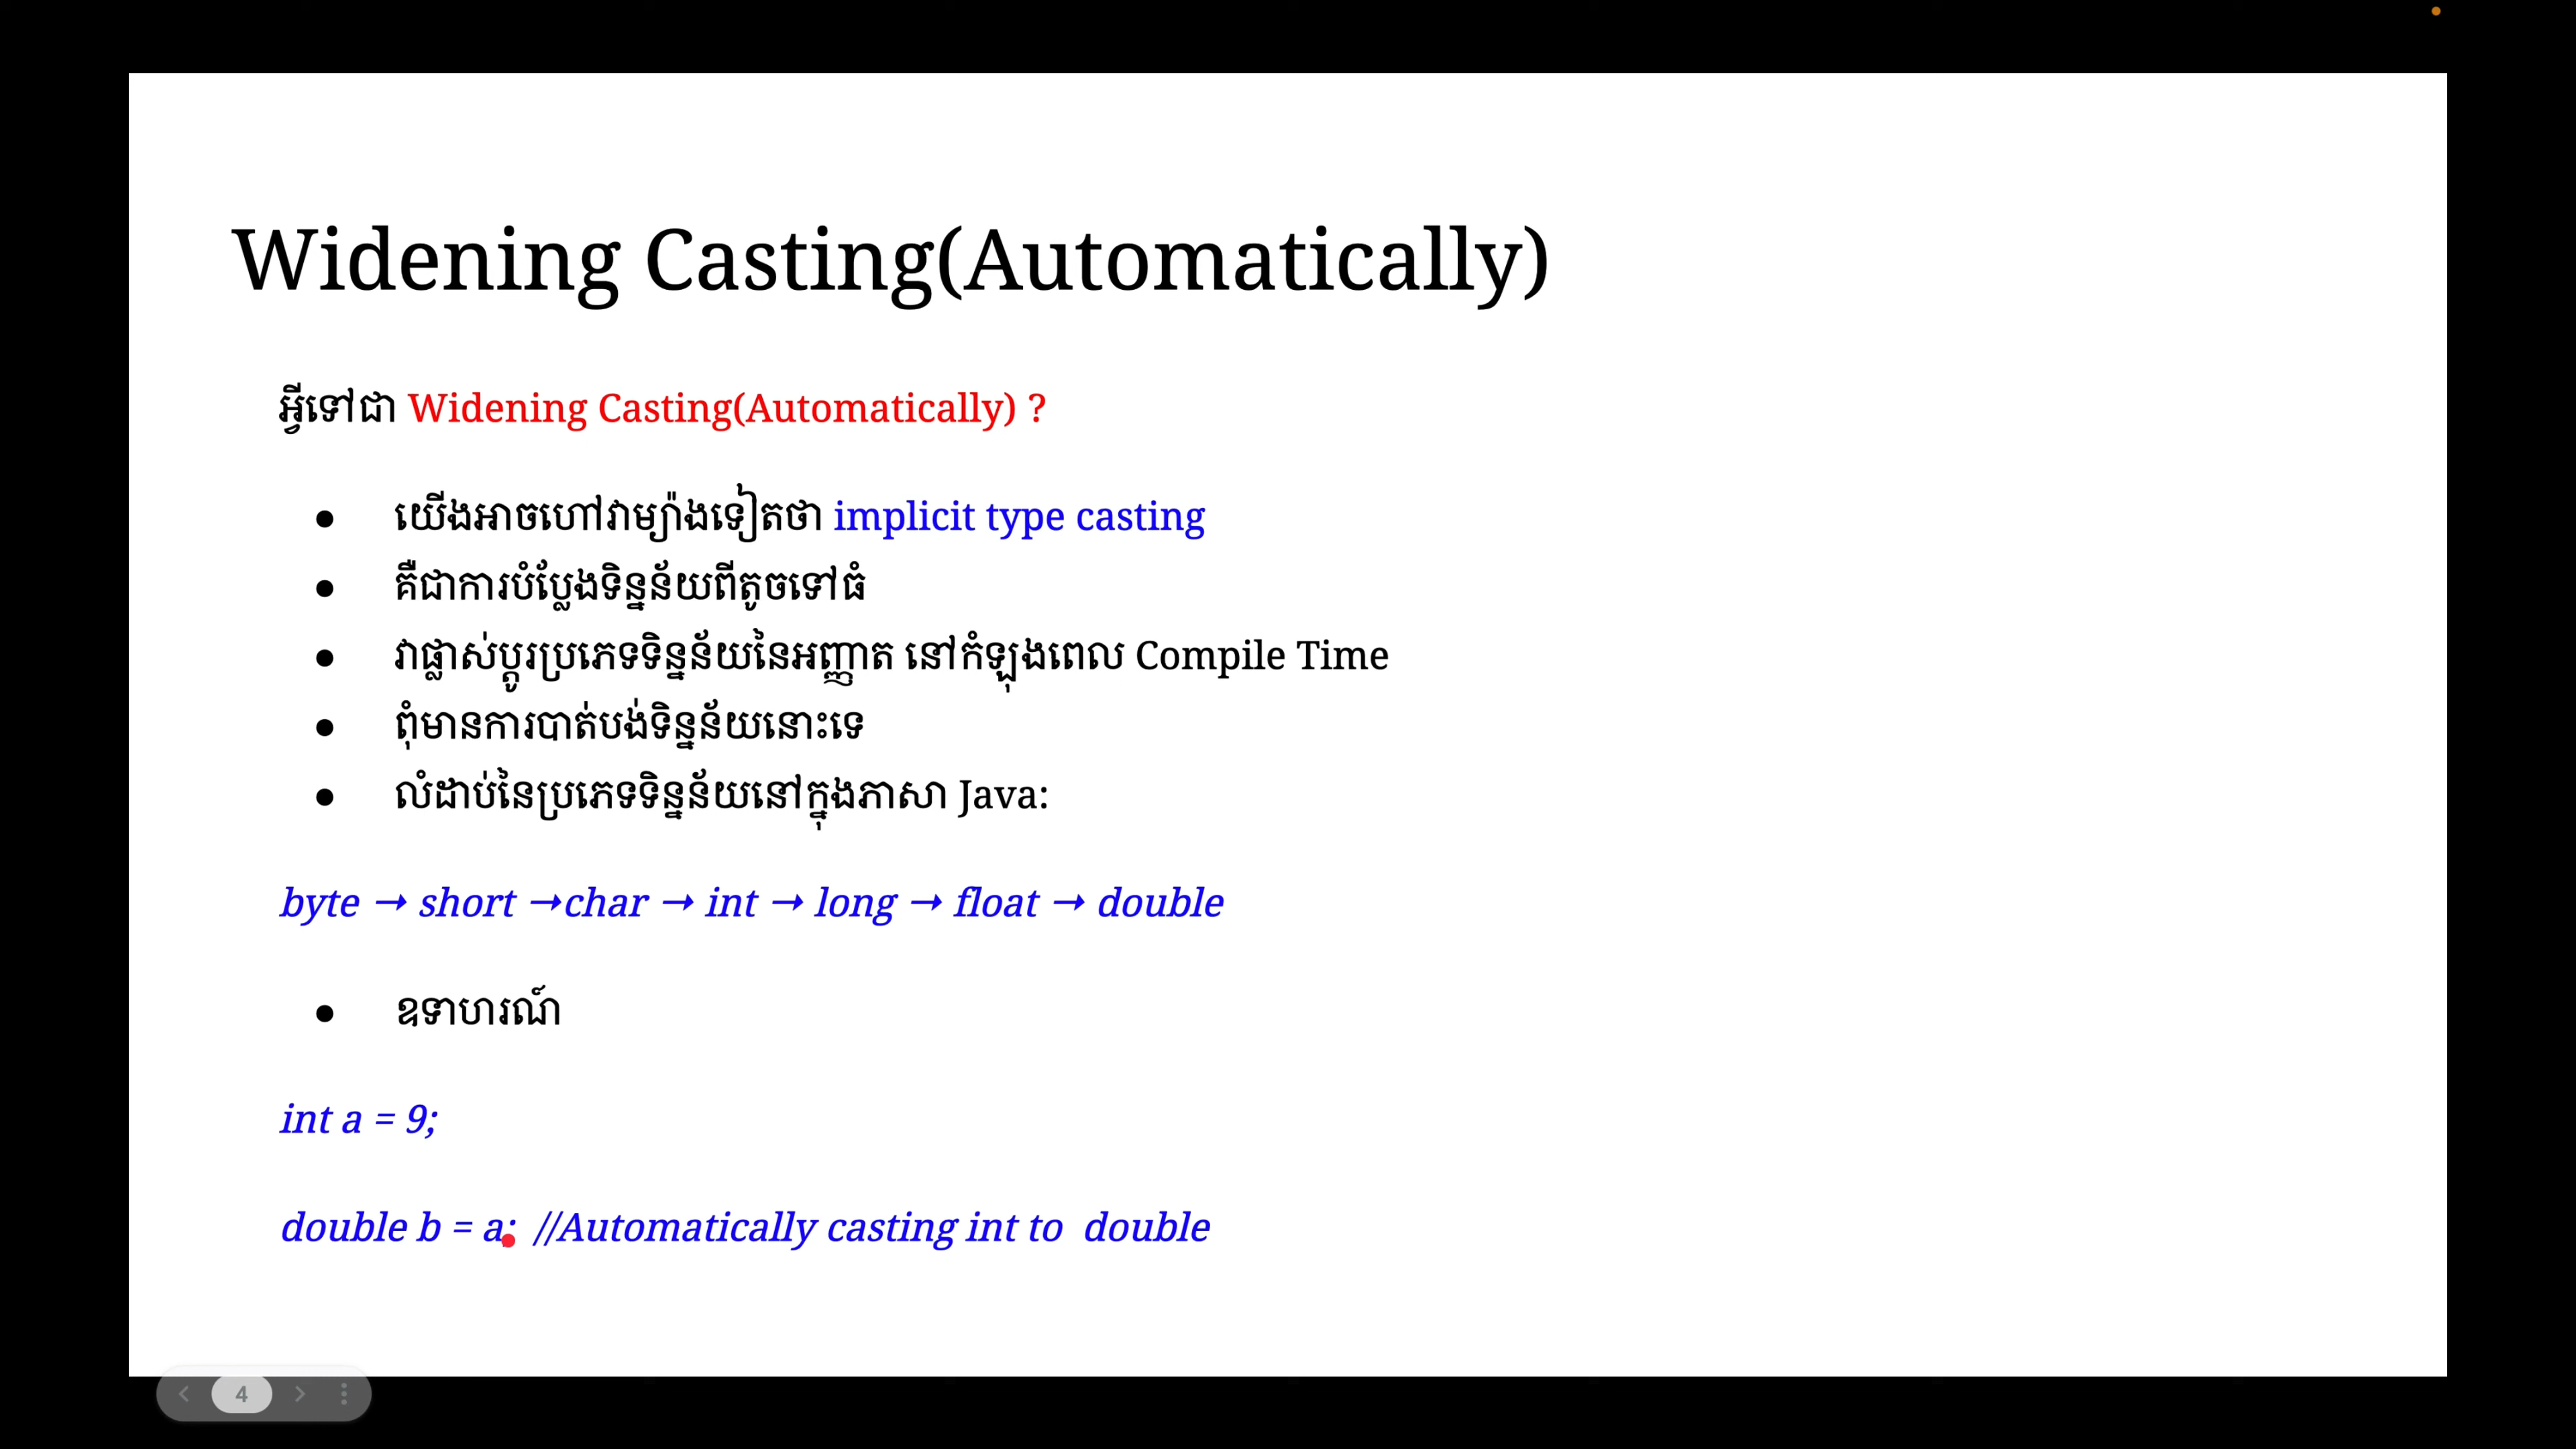 Widening Casting(Automatically)
អ្វីទៅជា Widening Casting(Automatically) ?
● យើងអាចហៅវាម្យ៉ាងទៀតថា implicit type casting
● គឺជាការបំប្លែងទិន្នន័យពីតូចទៅធំ
● វាផ្លាស់ប្តូរប្រភេទទិន្នន័យនៃអញ្ញាត នៅកំឡុងពេល Compile Time
● ពុំមានការបាត់បង់ទិន្នន័យនោះទេ
● លំដាប់នៃប្រភេទទិន្នន័យនៅក្នុងភាសា Java:
byte → short →char → int → long → float → double
● ឧទាហរណ៍
int a = 9;
double b = a; //Automatically casting int to double
4